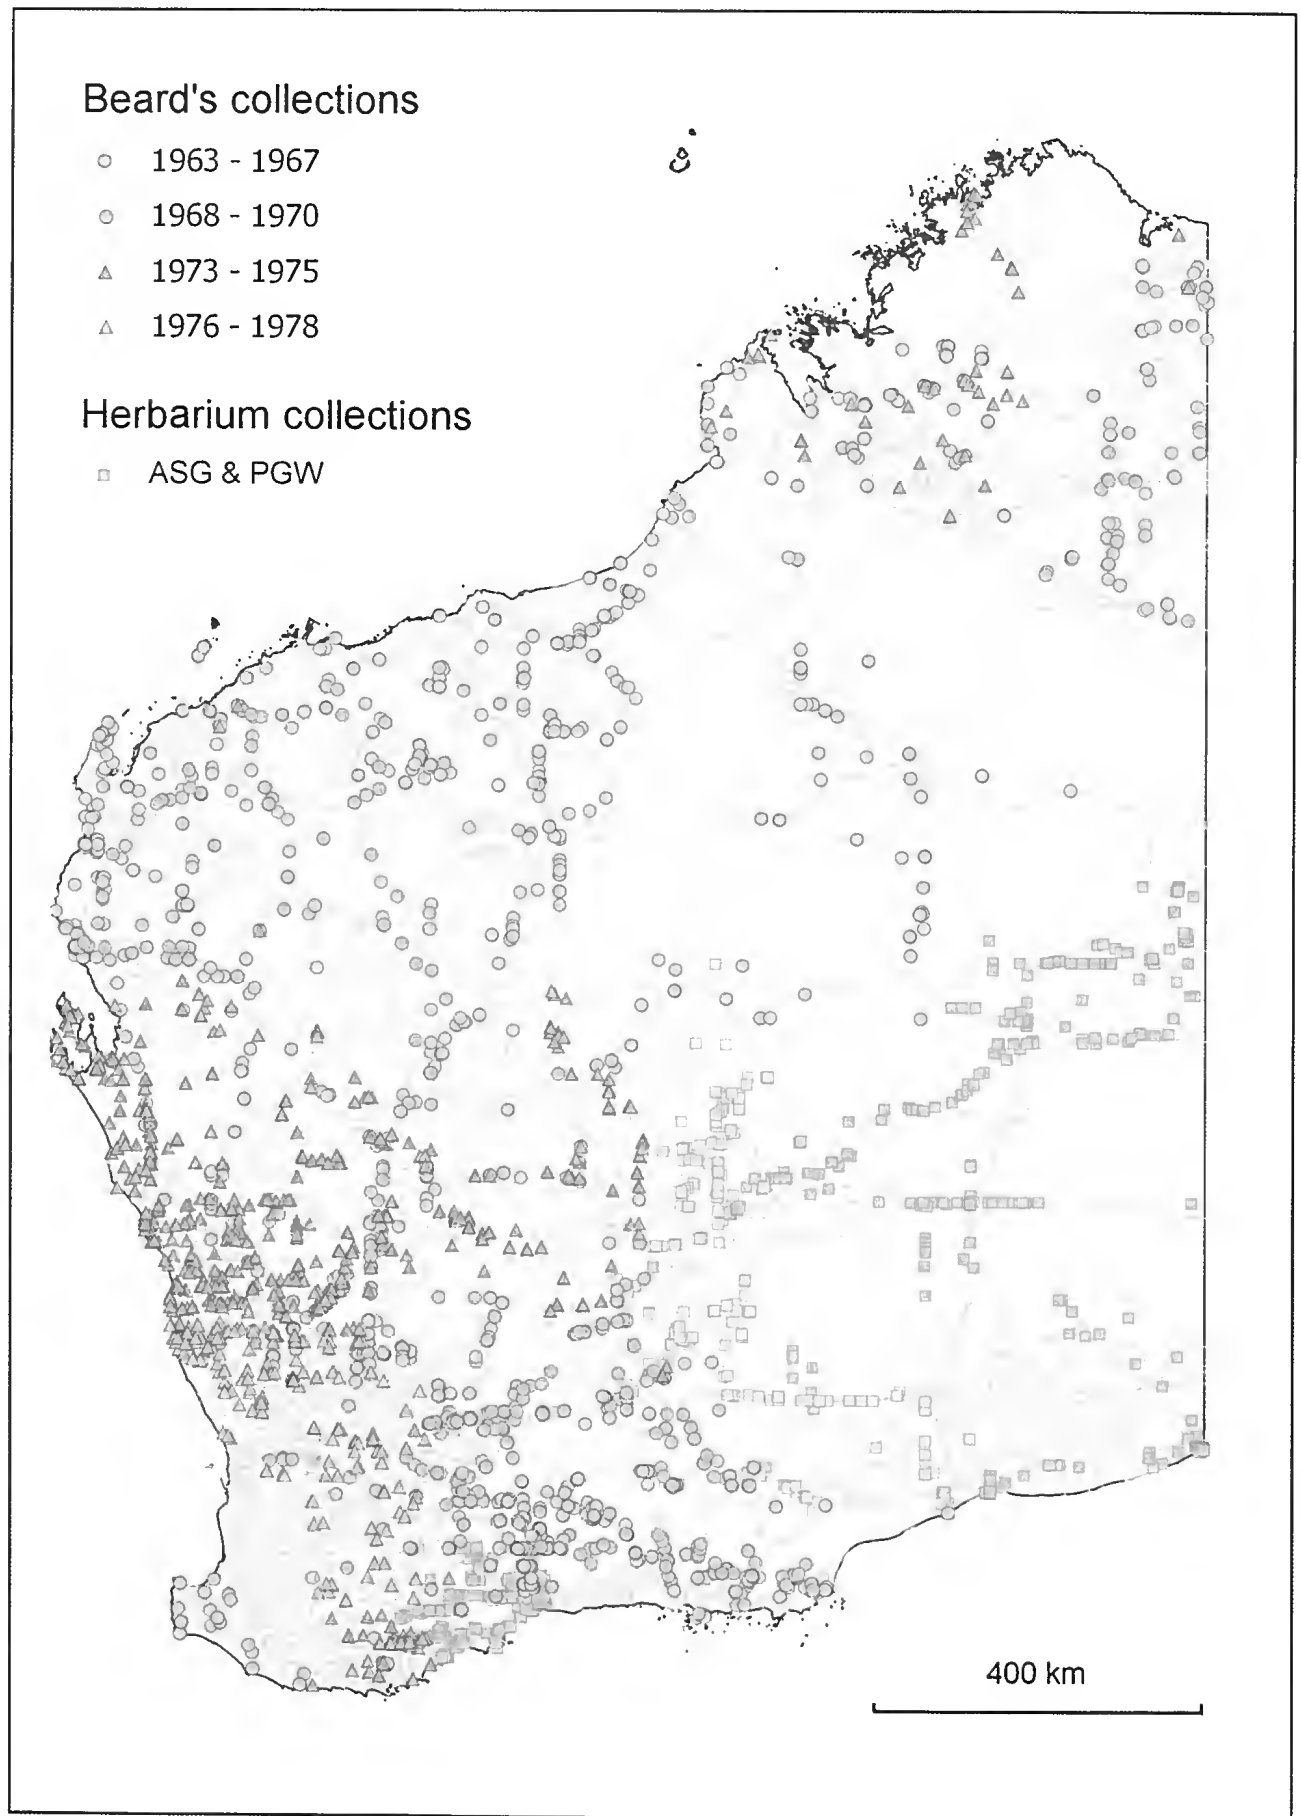 Beard's collections
1963 - 1967
1968 - 1970
1973 - 1975
1976 - 1978
Herbarium collections
ASG & PGW
400 km